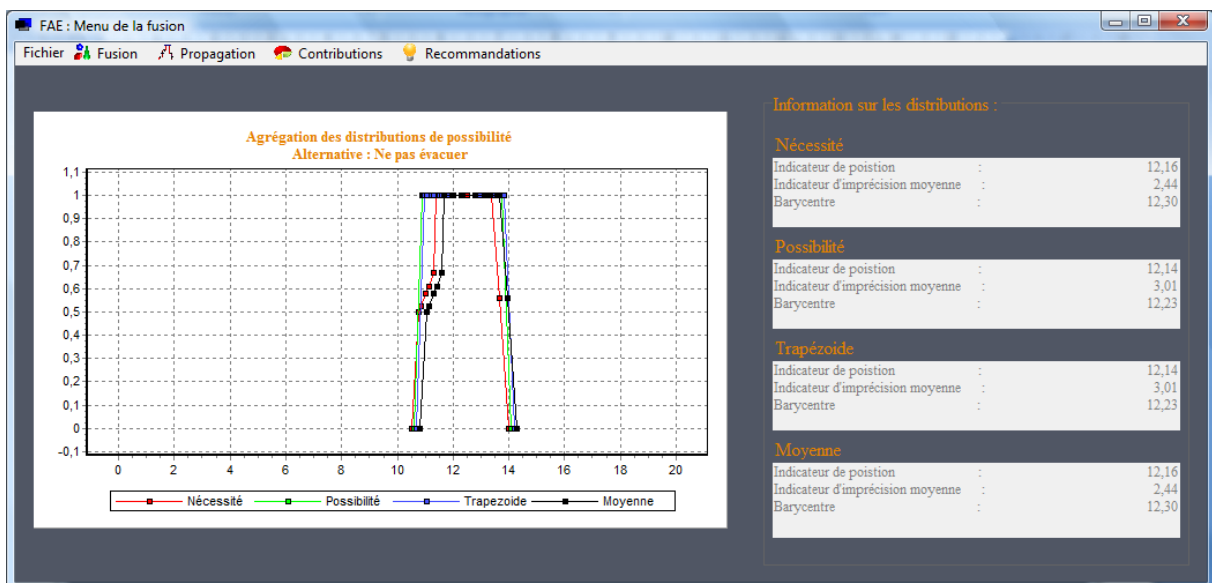 FAE : Menu de la fusion
Fichier Fusion Propagation Contributions Recommandations
Agrégation des distributions de possibilité
Alternative : Ne pas évacuer
1,1
1
0,9
0,8
0,7
0,6
0,5
0,4
0,3
0,2
0,1
0
-0,1
0 2 4 6 8 10 12 14 16 18 20
Nécessité Possibilité Trapezoide Moyenne
Information sur les distributions :
Nécessité
Indicateur de poistion : 12,16
Indicateur d'imprécision moyenne : 2,44
Barycentre : 12,30
Possibilité
Indicateur de poistion : 12,14
Indicateur d'imprécision moyenne : 3,01
Barycentre : 12,23
Trapézoide
Indicateur de poistion : 12,14
Indicateur d'imprécision moyenne : 3,01
Barycentre : 12,23
Moyenne
Indicateur de poistion : 12,16
Indicateur d'imprécision moyenne : 2,44
Barycentre : 12,30